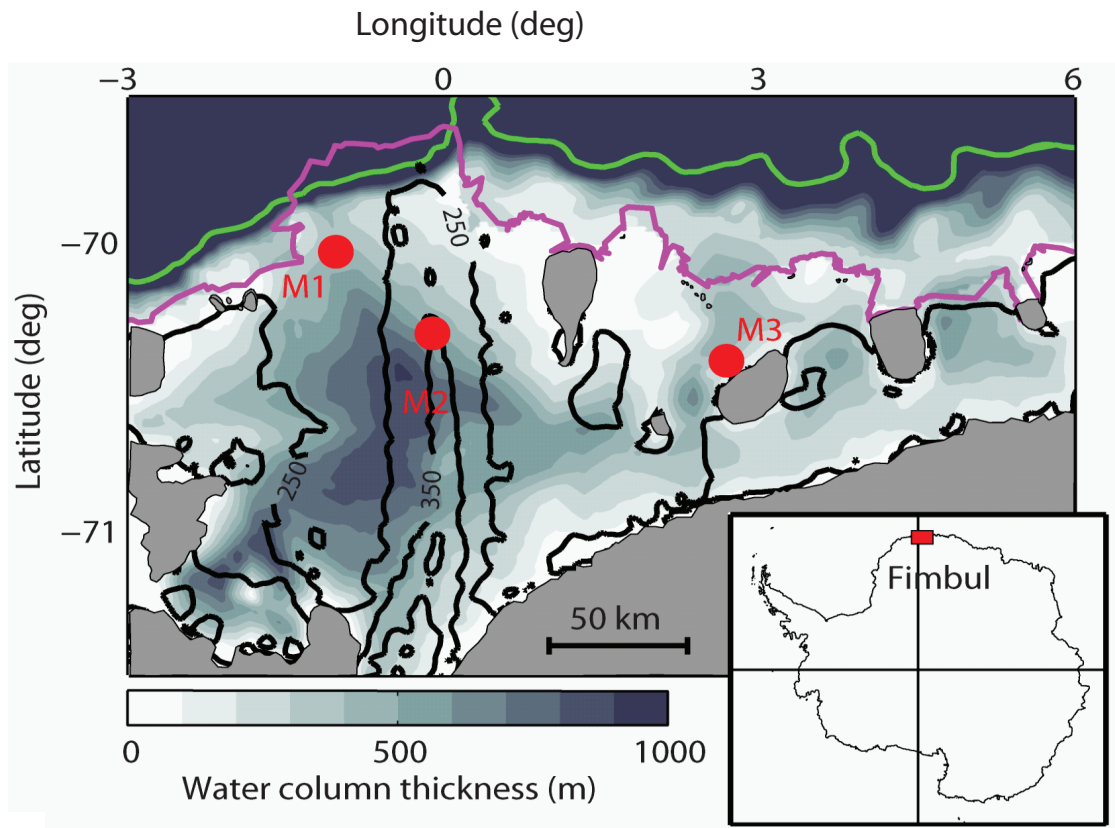 Longitude (deg)
−3 0 3 6
Latitude (deg)
−70
−71
250
M1
M3
M2
250
350
50 km
Fimbul
0 500 1000
Water column thickness (m)